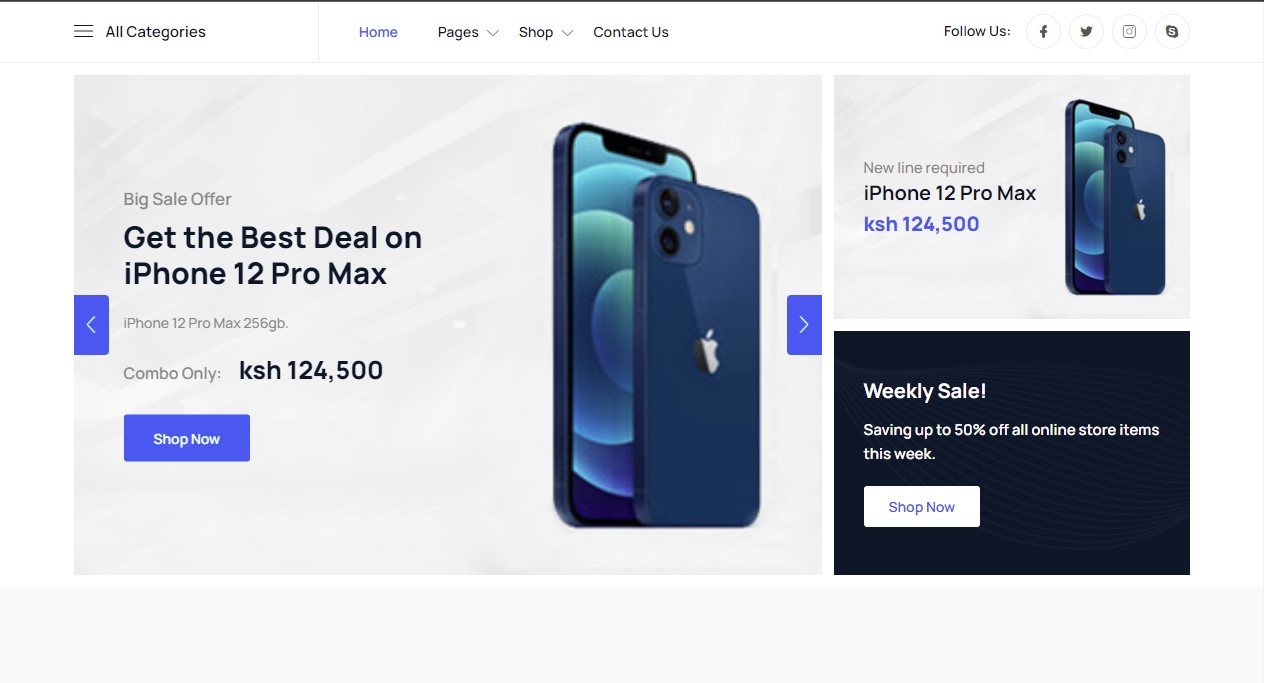 All Categories
Home
Pages
Shop
Contact Us
Follow Us:
Big Sale Offer
Get the Best Deal on
iPhone 12 Pro Max
iPhone 12 Pro Max 256gb.
Combo Only: ksh 124,500
Shop Now
New line required
iPhone 12 Pro Max
ksh 124,500
Weekly Sale!
Saving up to 50% off all online store items
this week.
Shop Now